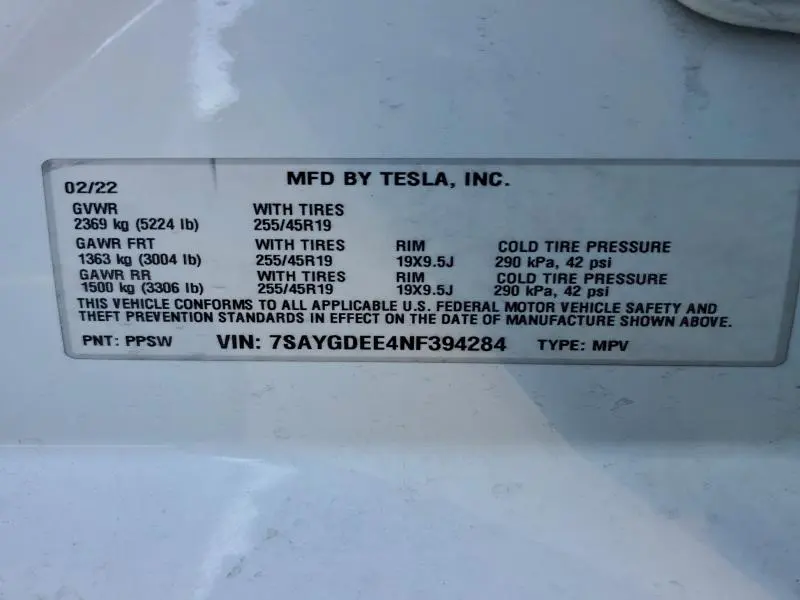 02/22 MFD BY TESLA, INC.
GVWR WITH TIRES
2369 kg (5224 lb) 255/45R19
GAWR FRT WITH TIRES RIM COLD TIRE PRESSURE
1363 kg (3004 lb) 255/45R19 19X9.5J 290 kPa, 42 psi
GAWR RR WITH TIRES RIM COLD TIRE PRESSURE
1500 kg (3306 lb) 255/45R19 19X9.5J 290 kPa, 42 psi
THIS VEHICLE CONFORMS TO ALL APPLICABLE U.S. FEDERAL MOTOR VEHICLE SAFETY AND
THEFT PREVENTION STANDARDS IN EFFECT ON THE DATE OF MANUFACTURE SHOWN ABOVE.
PNT: PPSW VIN: 7SAYGDEE4NF394284 TYPE: MPV